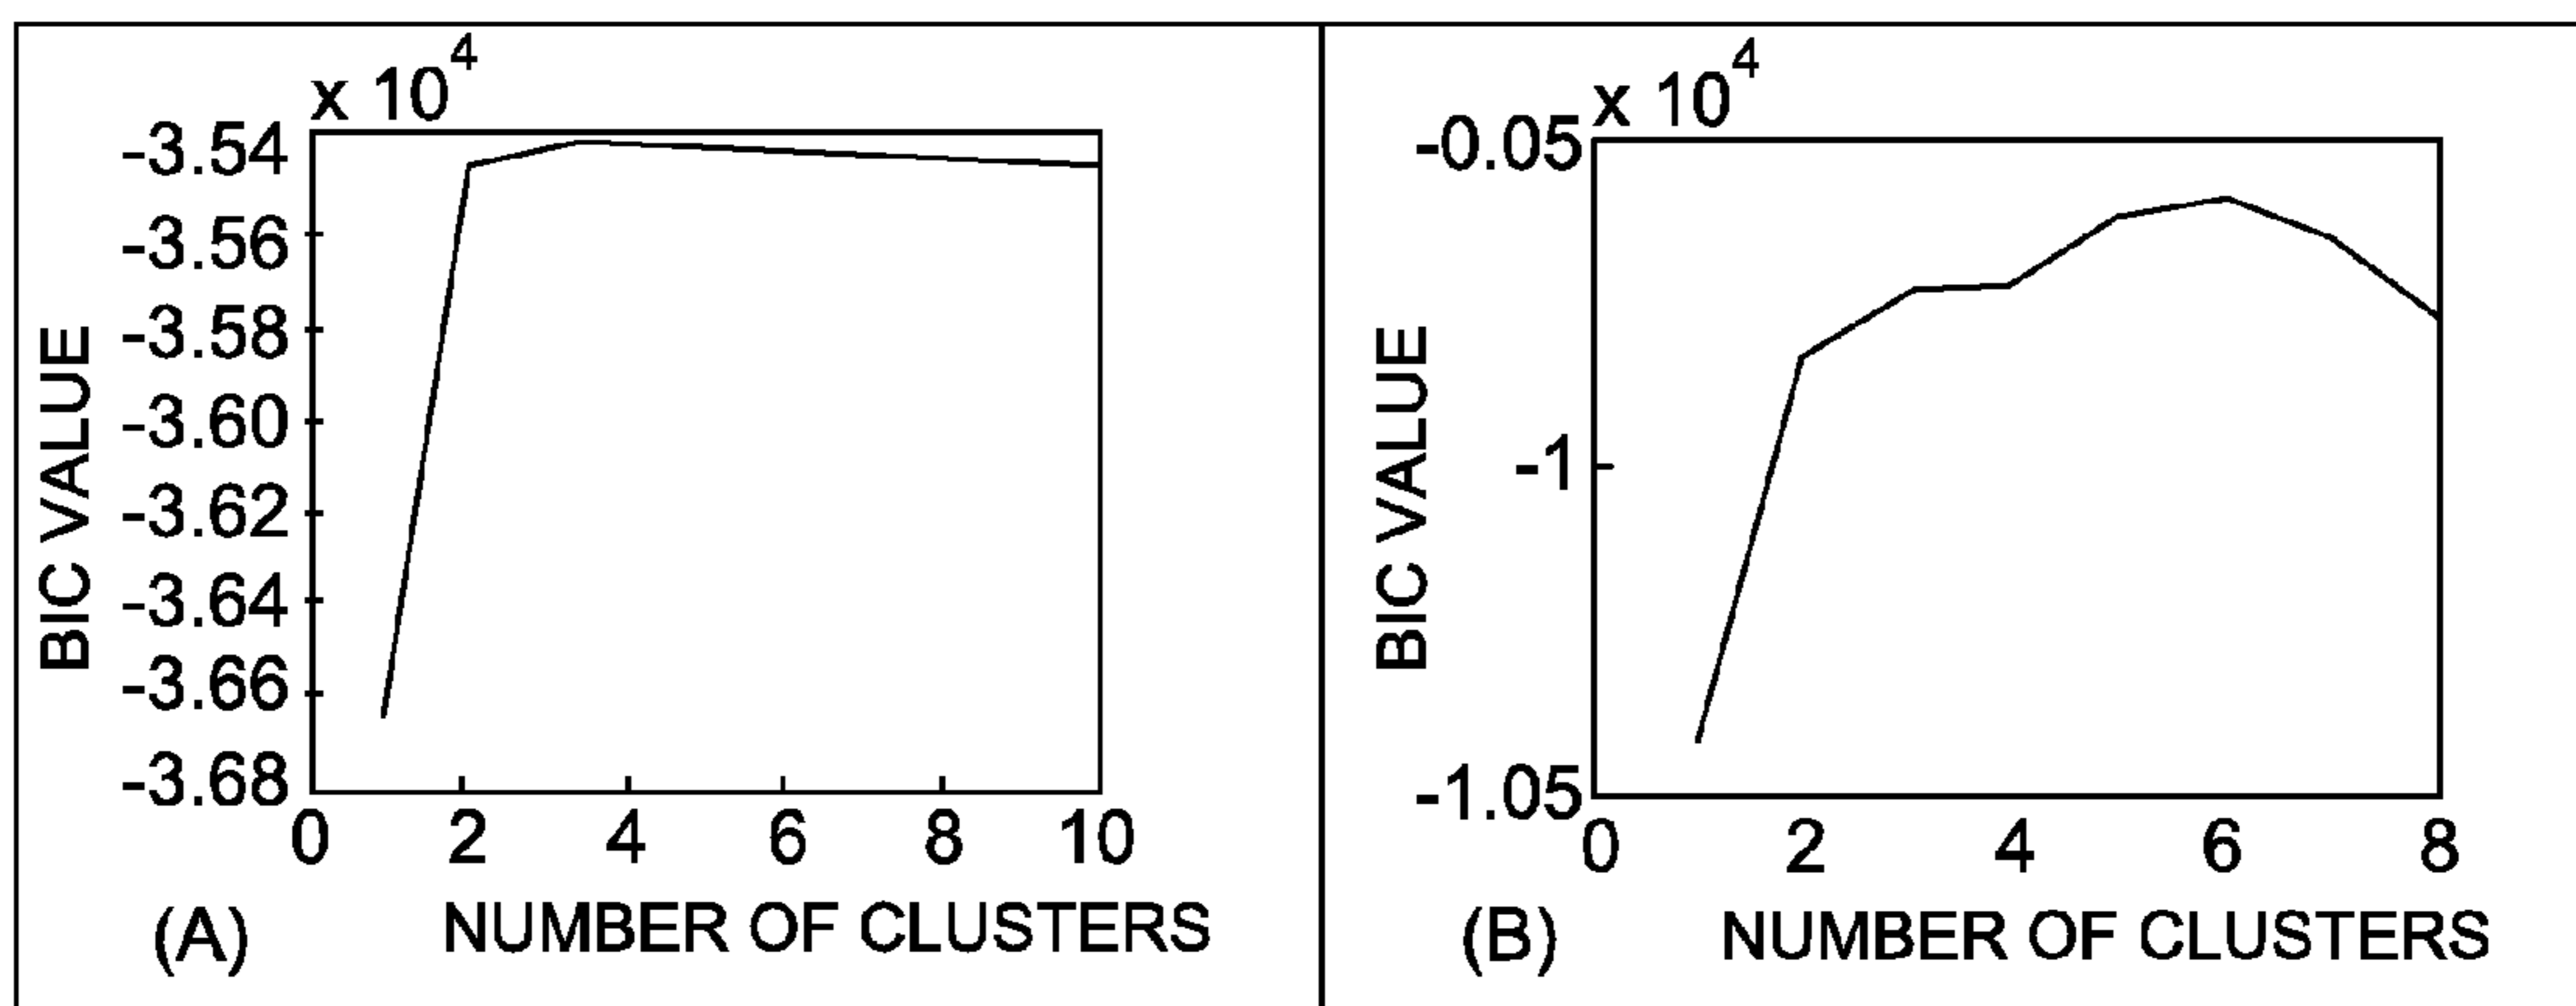 x 10^4
-3.54
-3.56
-3.58
-3.60
-3.62
-3.64
-3.66
-3.68
BIC VALUE
0 2 4 6 8 10
(A) NUMBER OF CLUSTERS
x 10^4
-0.05
-1
-1.05
BIC VALUE
0 2 4 6 8
(B) NUMBER OF CLUSTERS